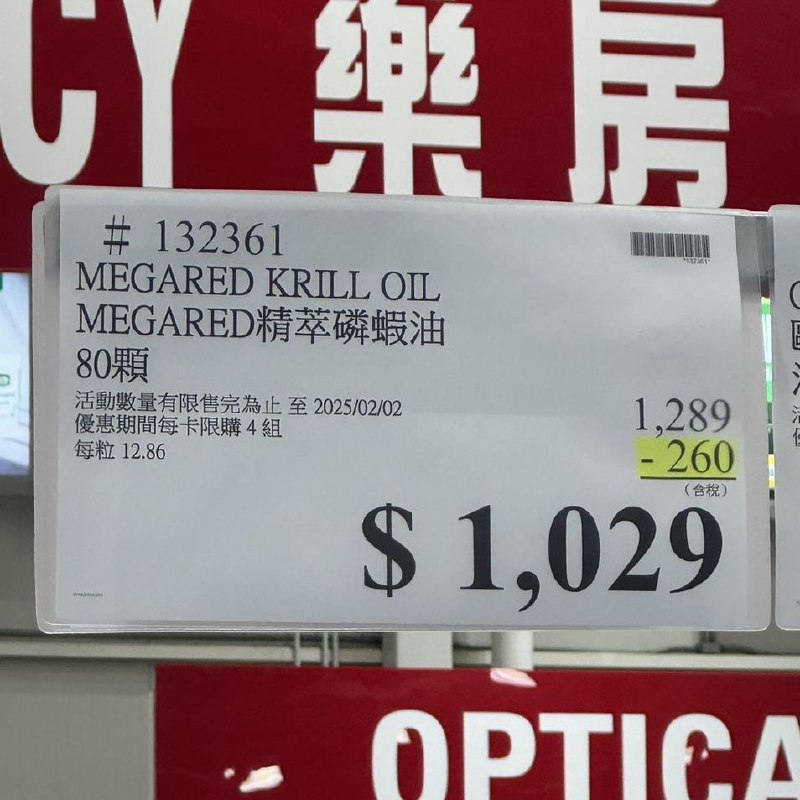 CY 藥房
# 132361
*132361*
MEGARED KRILL OIL
MEGARED精萃磷蝦油
80顆
活動數量有限售完為止 至 2025/02/02
優惠期間每卡限購 4 組
每粒 12.86
1,289
- 260
(含稅)
$ 1,029
OPTICA